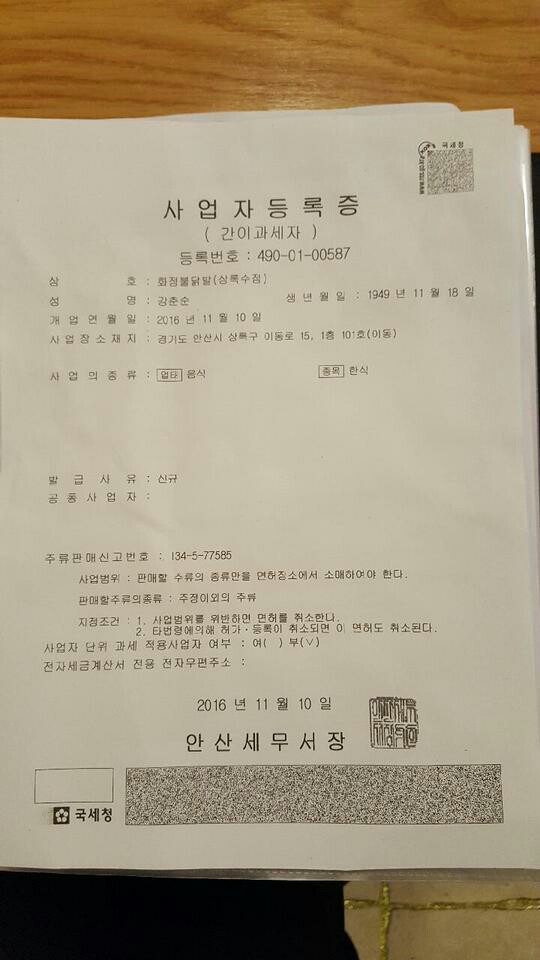 국세청
사업자등록증
( 간이과세자 )
등록번호 : 490-01-00587
상 호 : 화정불닭발(상록수점)
성 명 : 강춘순 생년월일 : 1949 년 11 월 18 일
개업연월일 : 2016 년 11 월 10 일
사업장소재지 : 경기도 안산시 상록구 이동로 15, 1층 101호(이동)
사업의종류 : 업태 음식 종목 한식
발급사유 : 신규
공동사업자 :
주류판매신고번호 : 134-5-77585
사업범위 : 판매할 주류의 종류만을 면허장소에서 소매하여야 한다.
판매할주류의종류 : 주정이외의 주류
지정조건 : 1. 사업범위를 위반하면 면허를 취소한다.
2. 타법령에의해 허가·등록이 취소되면 이 면허도 취소된다.
사업자 단위 과세 적용사업자 여부 : 여( ) 부(∨)
전자세금계산서 전용 전자우편주소 :
2016 년 11 월 10 일
안산세무서장
국세청